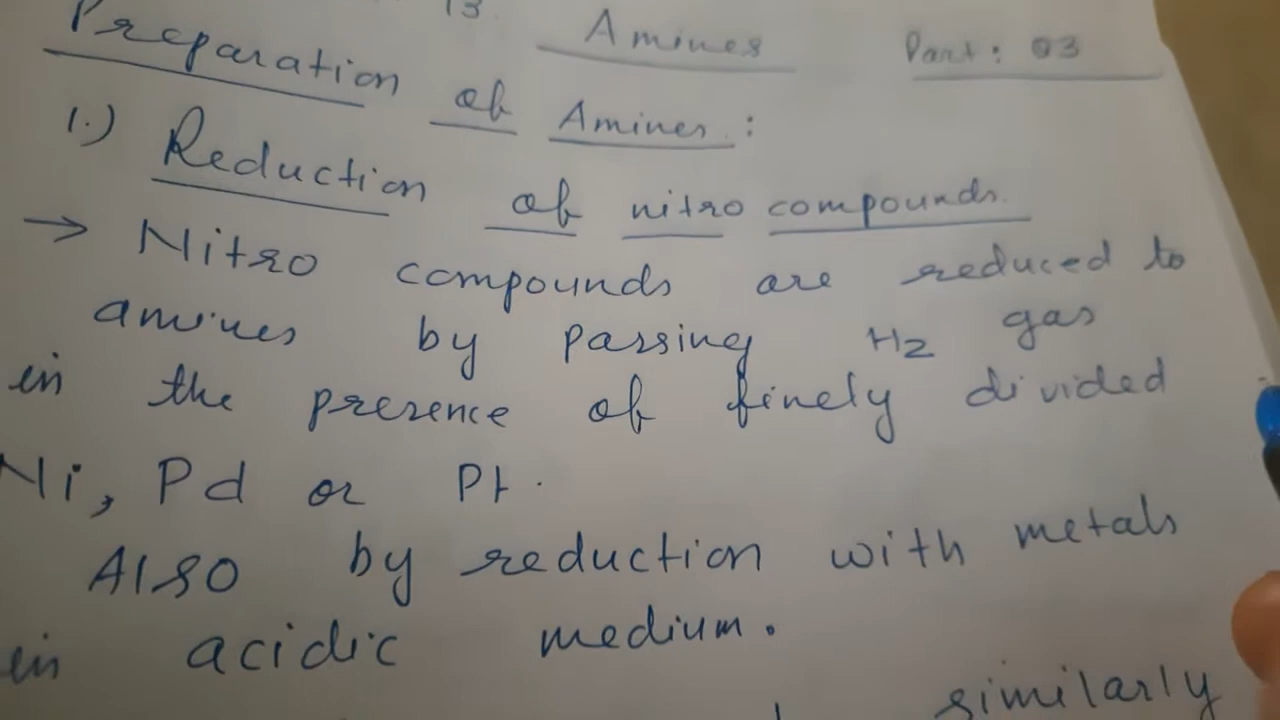 13. Amines Part: 03
Preparation of Amines:
1.) Reduction of nitro compounds.
→ Nitro compounds are reduced to
amines by passing H2 gas
in the presence of finely divided
Ni, Pd or Pt.
Also by reduction with metals
in acidic medium.
similarly